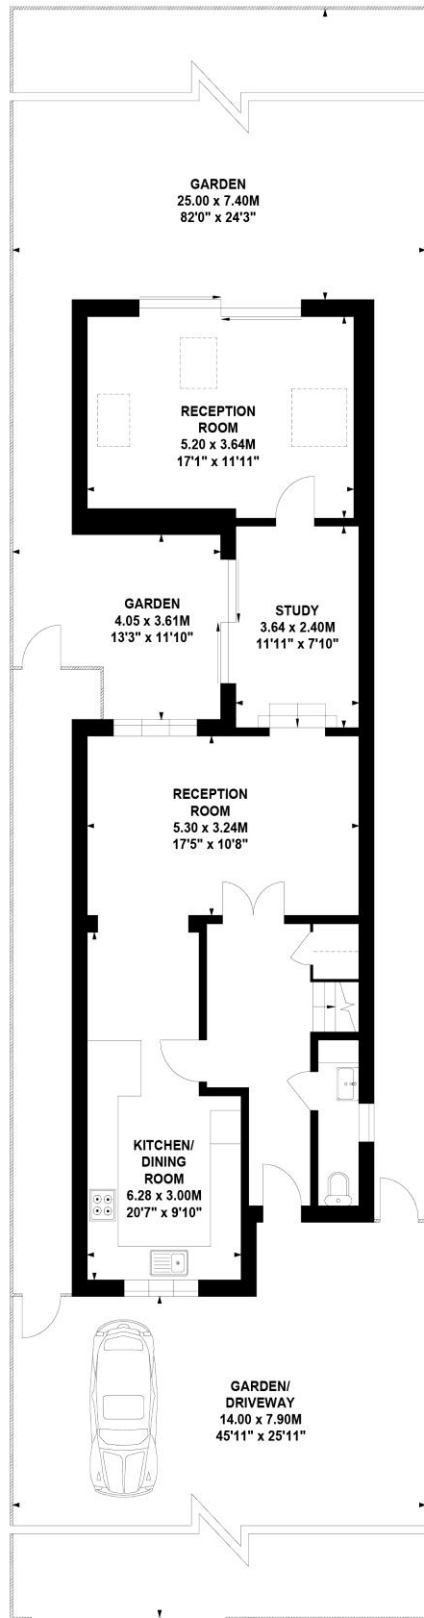 GARDEN
25.00 x 7.40M
82'0" x 24'3"
RECEPTION
ROOM
5.20 x 3.64M
17'1" x 11'11"
GARDEN
4.05 x 3.61M
13'3" x 11'10"
STUDY
3.64 x 2.40M
11'11" x 7'10"
RECEPTION
ROOM
5.30 x 3.24M
17'5" x 10'8"
KITCHEN/
DINING
ROOM
6.28 x 3.00M
20'7" x 9'10"
GARDEN/
DRIVEWAY
14.00 x 7.90M
45'11" x 25'11"